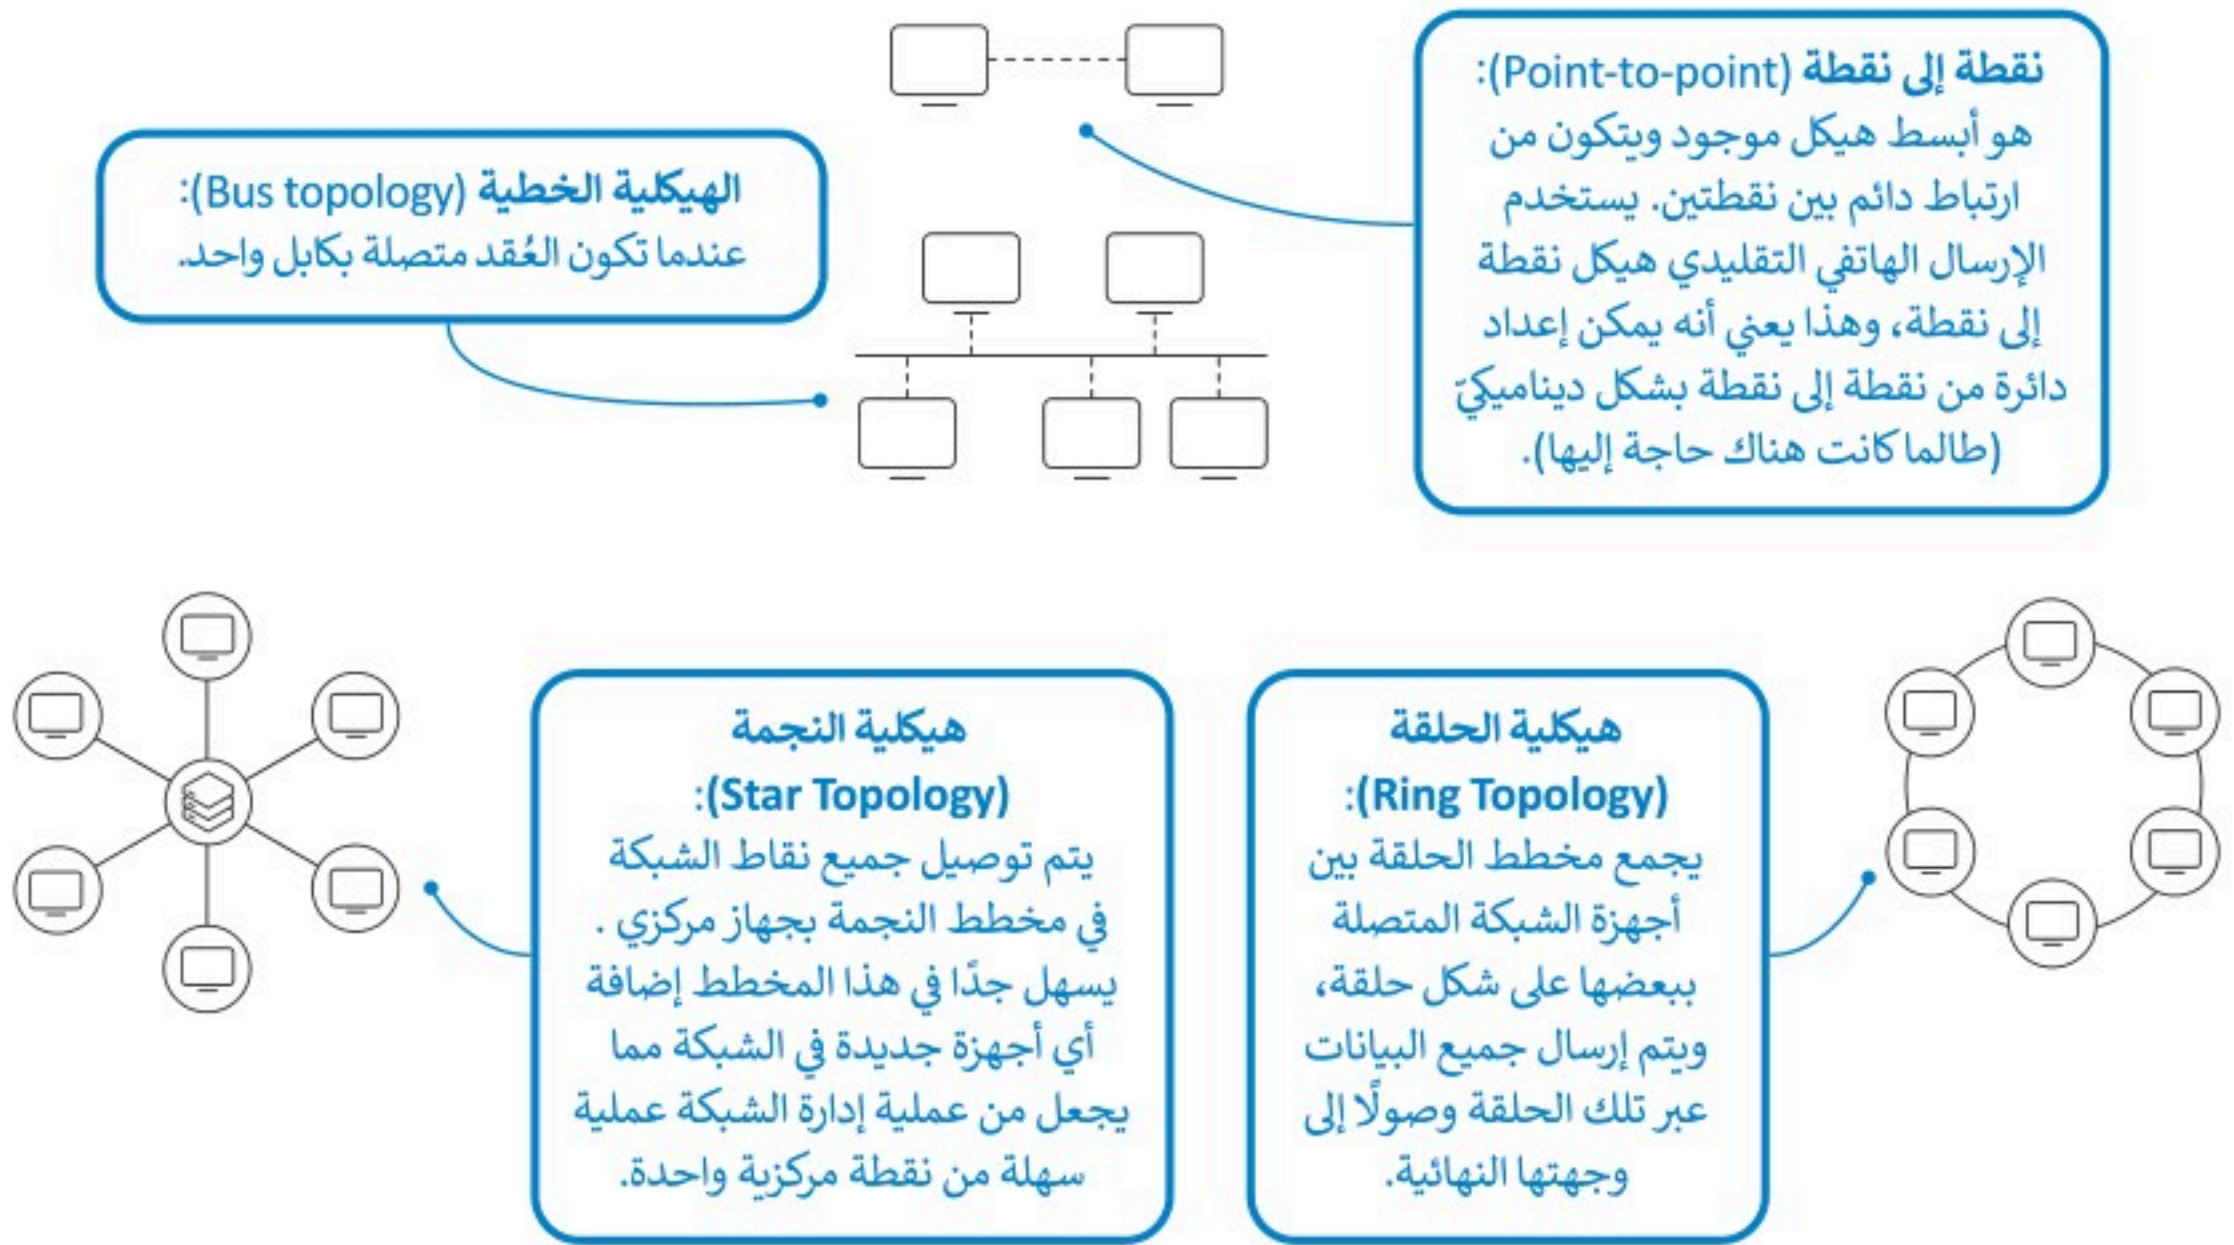 نقطة إلى نقطة (Point-to-point):
هو أبسط هيكل موجود ويتكون من
ارتباط دائم بين نقطتين. يستخدم
الإرسال الهاتفي التقليدي هيكل نقطة
إلى نقطة، وهذا يعني أنه يمكن إعداد
دائرة من نقطة إلى نقطة بشكل ديناميكيّ
(طالما كانت هناك حاجة إليها).
الهيكلية الخطية (Bus topology):
عندما تكون العُقد متصلة بكابل واحد.
هيكلية الحلقة
(Ring Topology):
يجمع مخطط الحلقة بين
أجهزة الشبكة المتصلة
ببعضها على شكل حلقة،
ويتم إرسال جميع البيانات
عبر تلك الحلقة وصولًا إلى
وجهتها النهائية.
هيكلية النجمة
(Star Topology):
يتم توصيل جميع نقاط الشبكة
في مخطط النجمة بجهاز مركزي .
يسهل جدًا في هذا المخطط إضافة
أي أجهزة جديدة في الشبكة مما
يجعل من عملية إدارة الشبكة عملية
سهلة من نقطة مركزية واحدة.